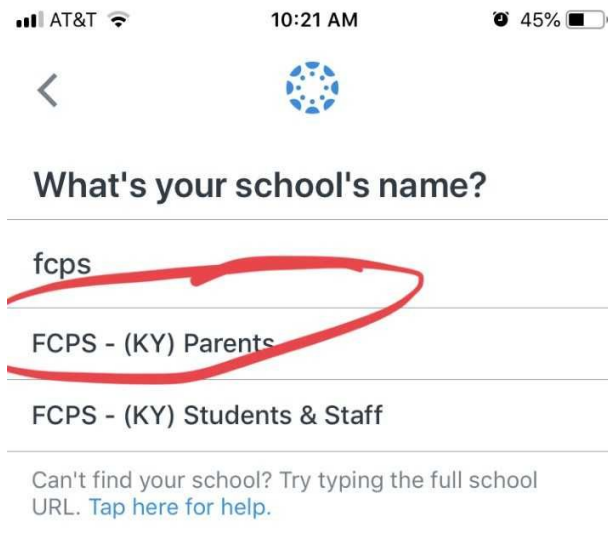 AT&T 10:21 AM 45%
What's your school's name?
fcps
FCPS - (KY) Parents
FCPS - (KY) Students & Staff
Can't find your school? Try typing the full school
URL. Tap here for help.